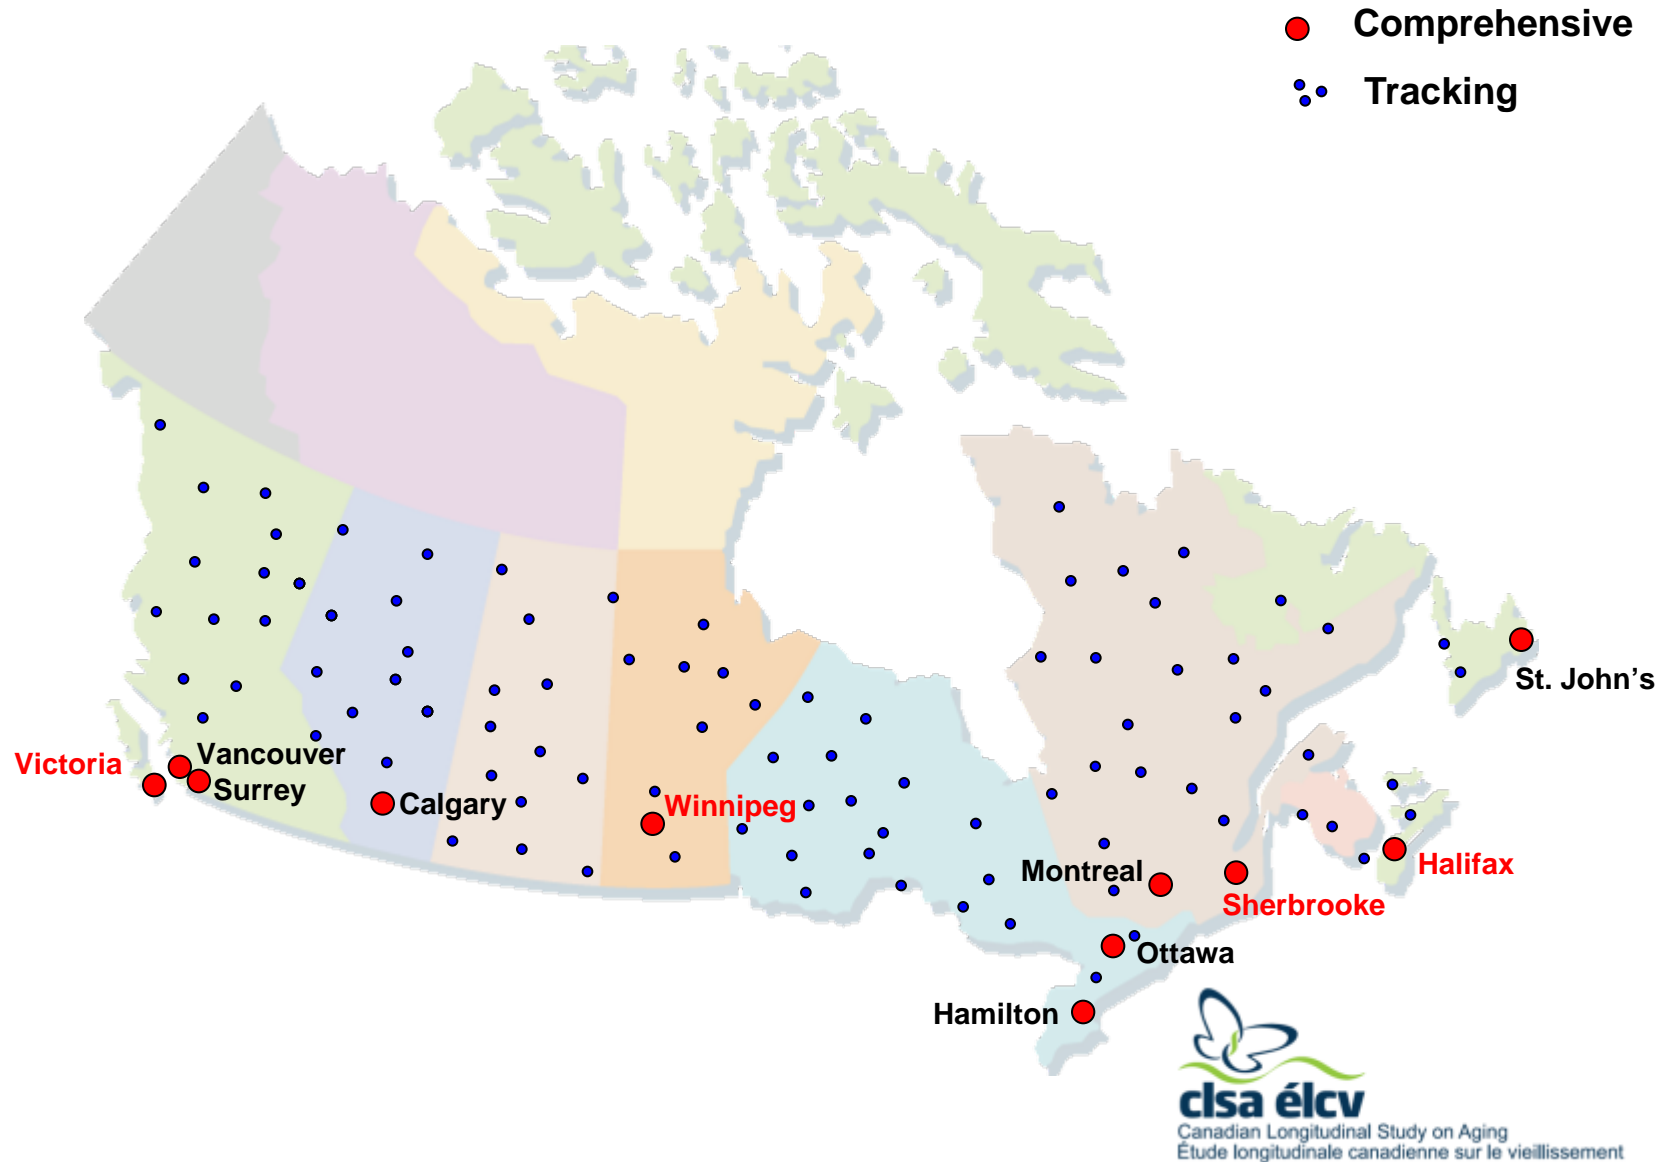 Comprehensive
Tracking
St. John’s
Vancouver
Victoria
Surrey
Calgary
Winpipeg
Halifax
Montreal
Sherbrooke
Ottawa
Hamilton
clsa élcv
Canadian Longitudinal Study on Aging
Étude longitudinale canadienne sur le vieillissement